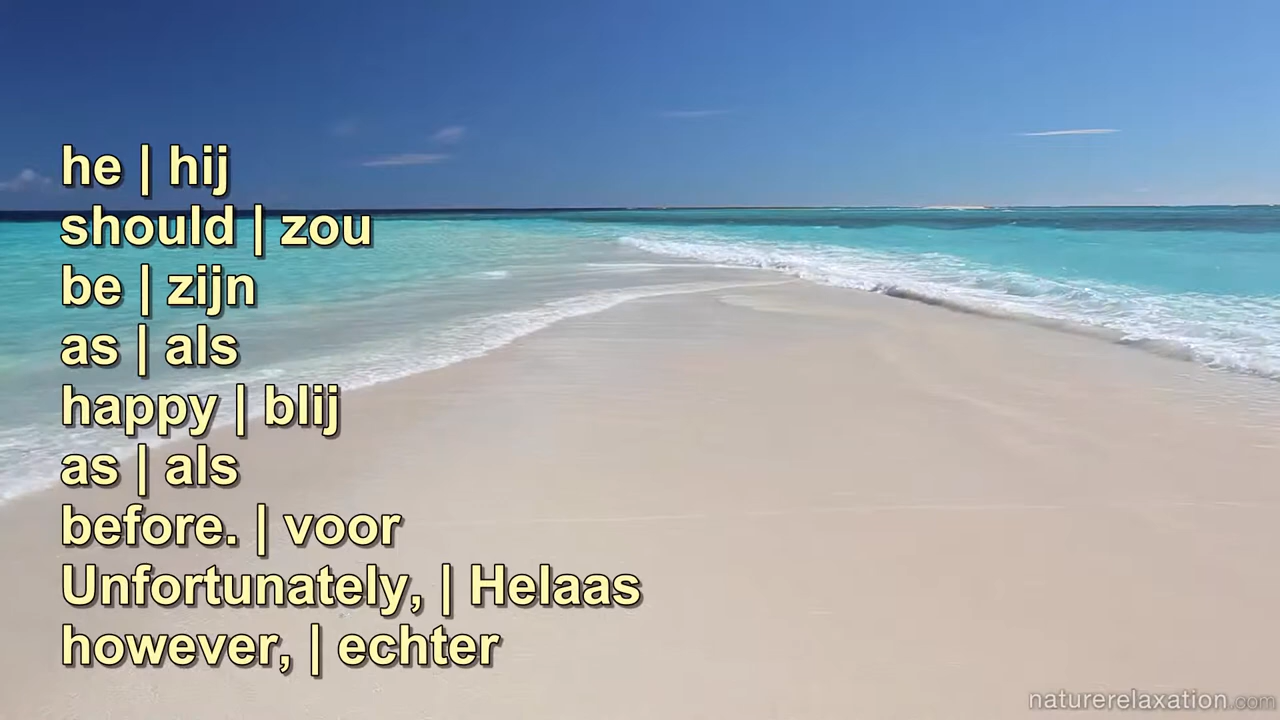 he | hij
should | zou
be | zijn
as | als
happy | blij
as | als
before. | voor
Unfortunately, | Helaas
however, | echter
naturerelaxation.com